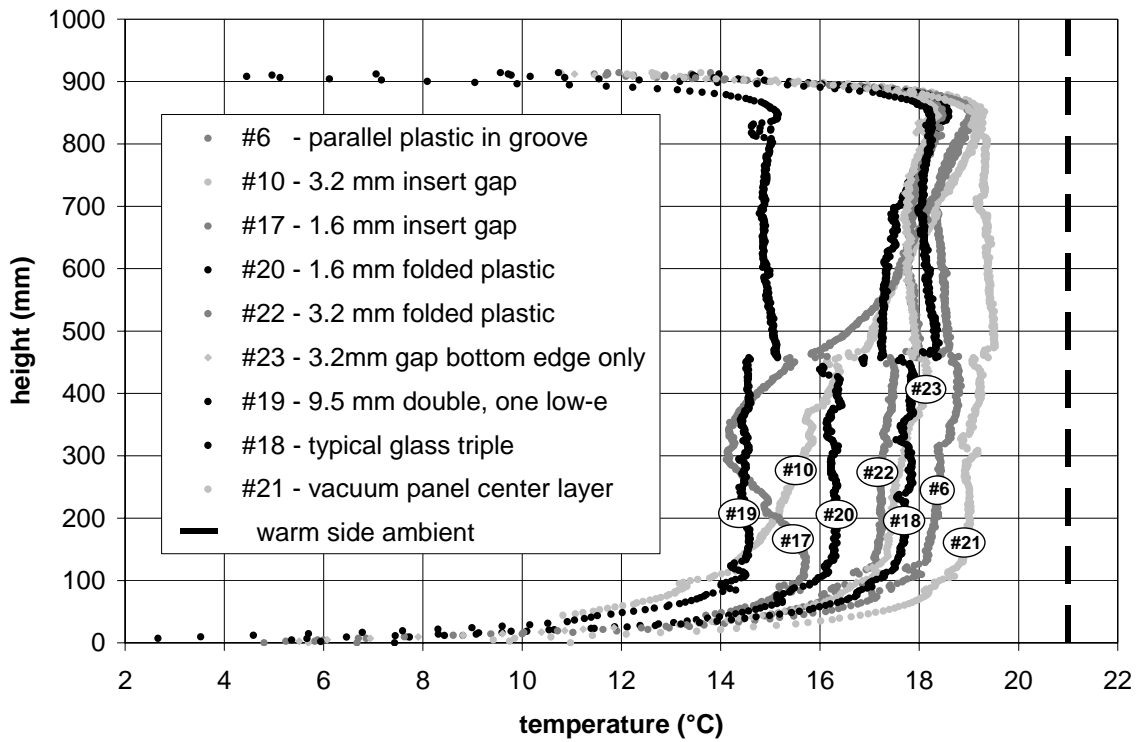 1000
900
800
700
600
500
400
300
200
100
0
height (mm)
#6 - parallel plastic in groove
#10 - 3.2 mm insert gap
#17 - 1.6 mm insert gap
#20 - 1.6 mm folded plastic
#22 - 3.2 mm folded plastic
#23 - 3.2mm gap bottom edge only
#19 - 9.5 mm double, one low-e
#18 - typical glass triple
#21 - vacuum panel center layer
warm side ambient
#23
#10
#22
#6
#19
#20
#18
#17
#21
2 4 6 8 10 12 14 16 18 20 22
temperature (°C)